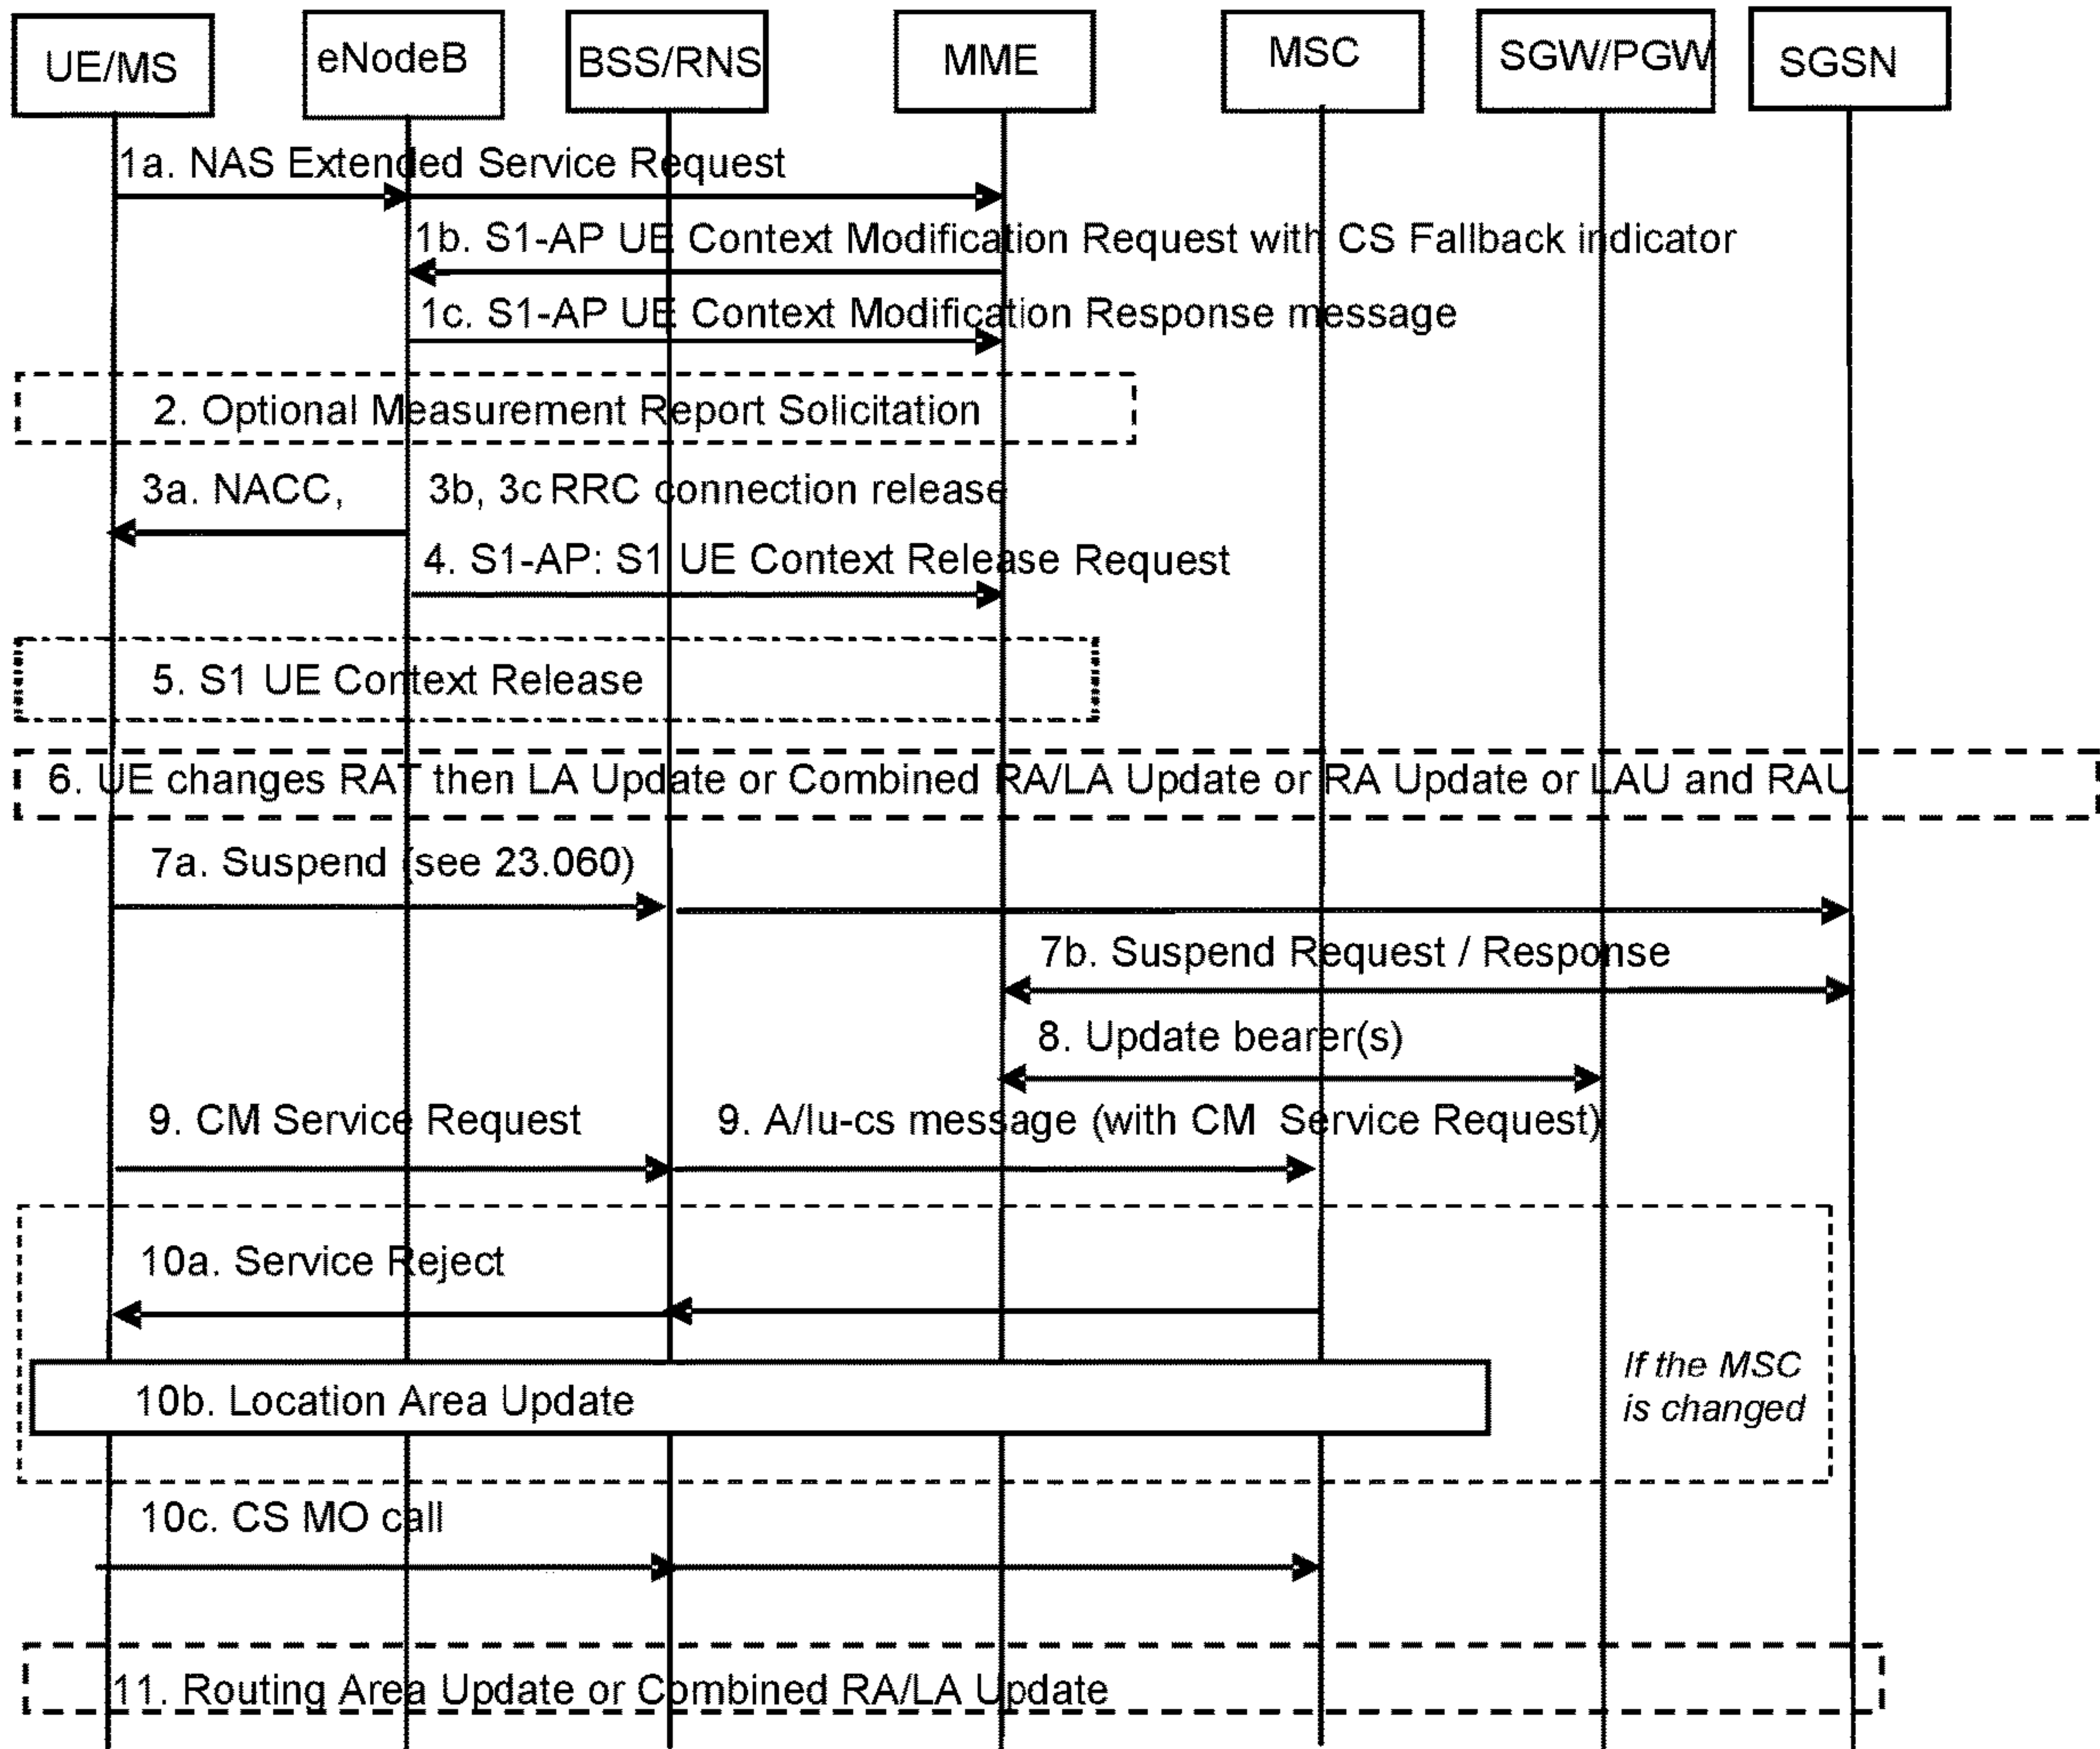 UE/MS
eNodeB
BSS/RNS
MME
MSC
SGW/PGW
SGSN
1a. NAS Extended Service Request
1b. S1-AP UE Context Modification Request with CS Fallback indicator
1c. S1-AP UE Context Modification Response message
2. Optional Measurement Report Solicitation
3a. NACC, 3b, 3c RRC connection release
4. S1-AP: S1 UE Context Release Request
5. S1 UE Context Release
6. UE changes RAT then LA Update or Combined RA/LA Update or RA Update or LAU and RAU
7a. Suspend (see 23.060)
7b. Suspend Request / Response
8. Update bearer(s)
9. CM Service Request
9. A/Iu-cs message (with CM Service Request)
10a. Service Reject
If the MSC
is changed
10b. Location Area Update
10c. CS MO call
11. Routing Area Update or Combined RA/LA Update